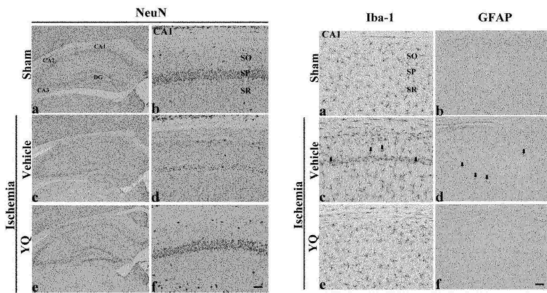 NeuN
Sham
CA1
CA2
DG
CA3
a
CA1
SO
SP
SR
b
Ischemia
Vehicle
c
d
YQ
e
f
Iba-1
GFAP
Sham
CA1
SO
SP
SR
a
b
Ischemia
Vehicle
c
d
YQ
e
f